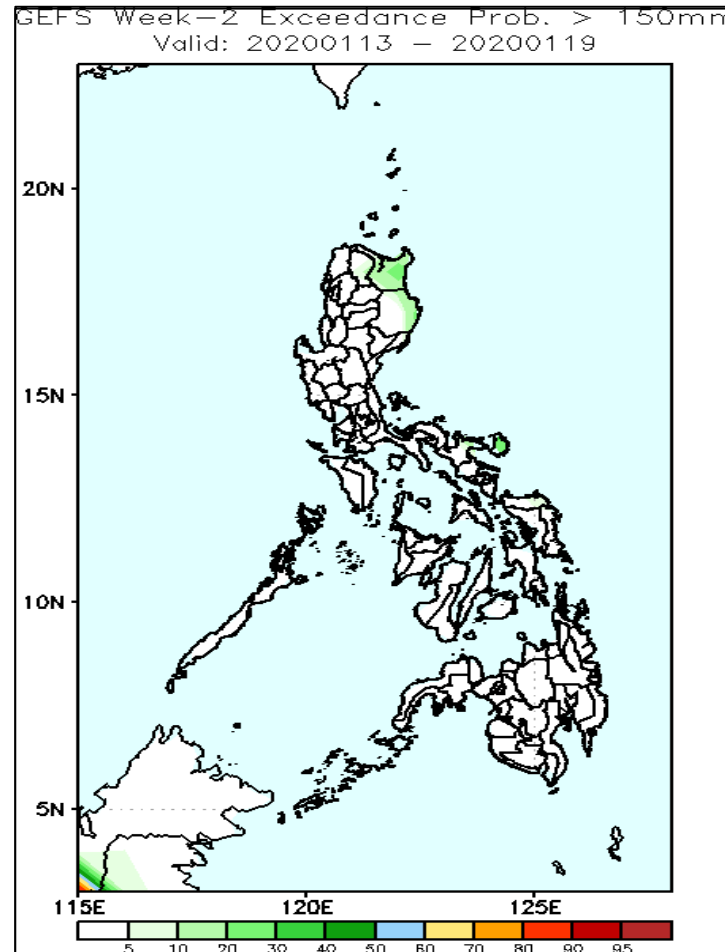 GEFS Week-2 Exceedance Prob. > 150mm
Valid: 20200113 - 20200119
20N
15N
10N
5N
115E 120E 125E
5 10 20 30 40 50 60 70 80 90 95